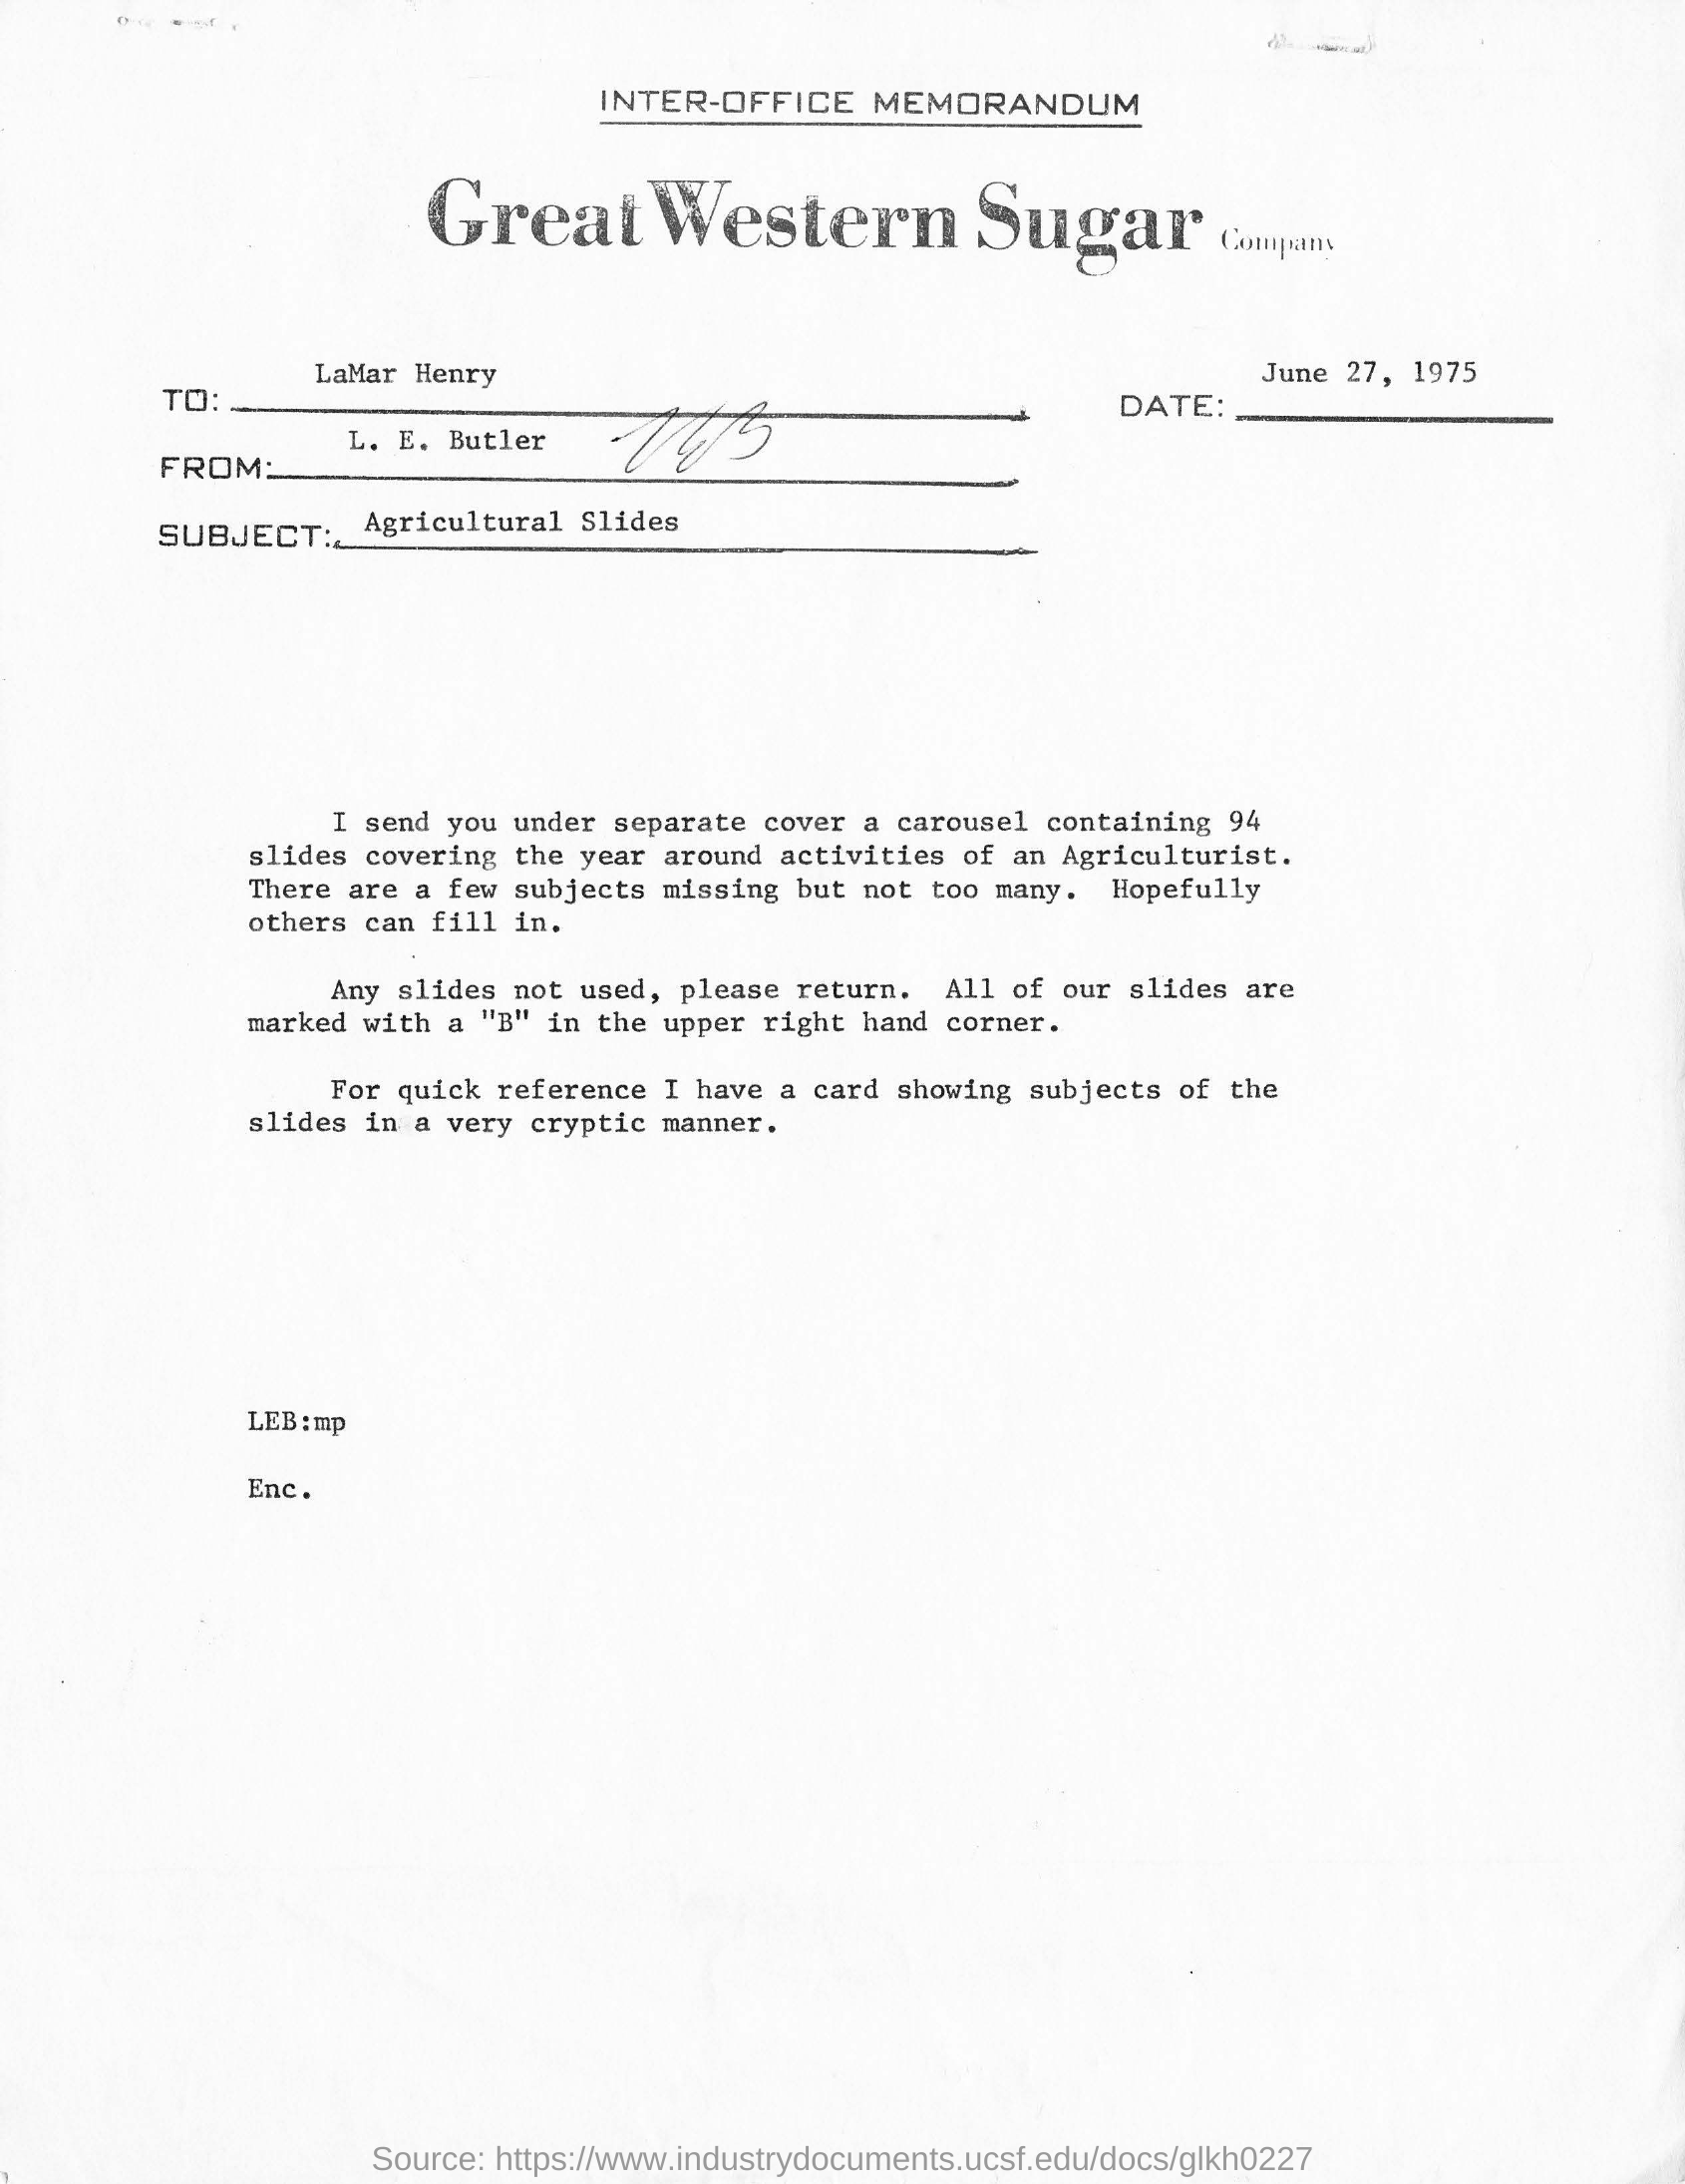 INTER-OFFICE MEMORANDUM
Great Western Sugar Company
LaMar Henry
TO:
June 27, 1975
DATE:
L. E. Butler
FROM:
SUBJECT: Agricultural Slides
I send you under separate cover a carousel containing 94
slides covering the year around activities of an Agriculturist.
There are a few subjects missing but not too many. Hopefully
others can fill in.
Any slides not used, please return. All of our slides are
marked with a "B" in the upper right hand corner.
For quick reference I have a card showing subjects of the
slides in a very cryptic manner.
LEB:mp
Enc.
Source: https://www.industrydocuments.ucsf.edu/docs/glkh0227